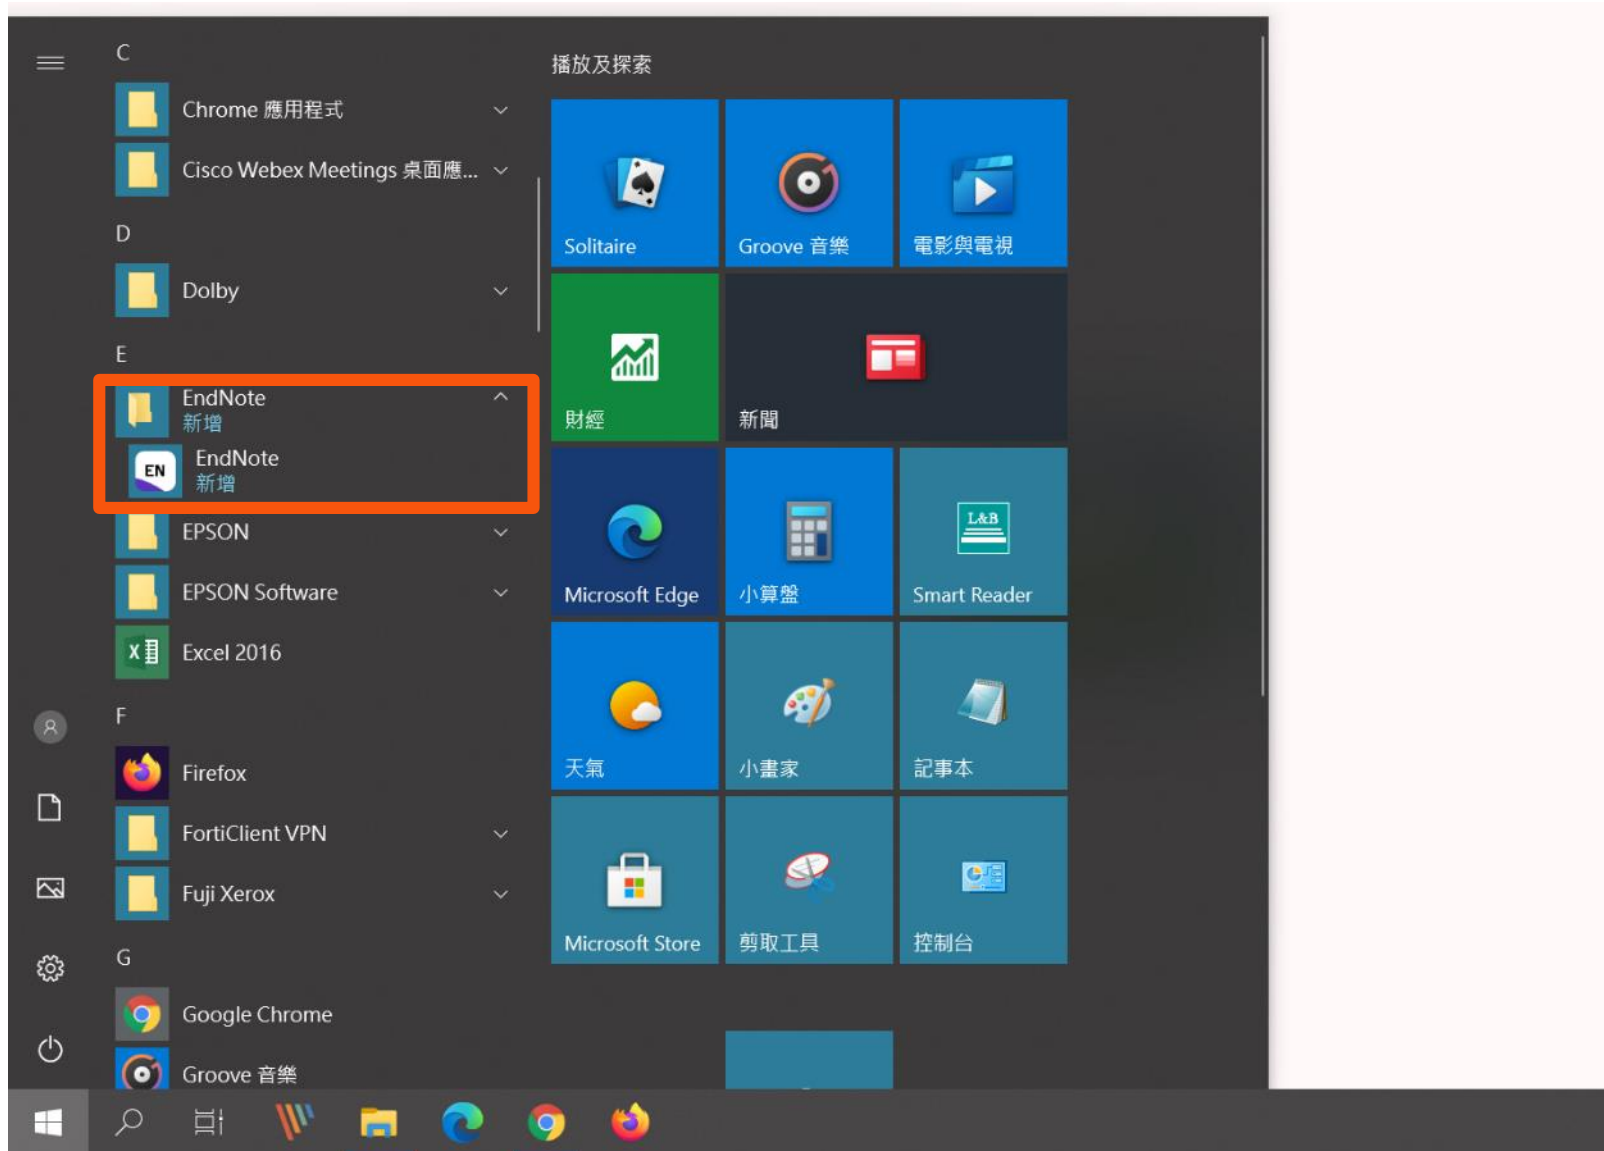 C
Chrome 應用程式
Cisco Webex Meetings 桌面應...
D
Dolby
E
EndNote
新增
EN
EndNote
新增
EPSON
EPSON Software
Excel 2016
F
Firefox
FortiClient VPN
Fuji Xerox
G
Google Chrome
Groove 音樂
播放及探索
Solitaire
Groove 音樂
電影與電視
財經
新聞
Microsoft Edge
小算盤
L&B
Smart Reader
天氣
小畫家
記事本
Microsoft Store
剪取工具
控制台